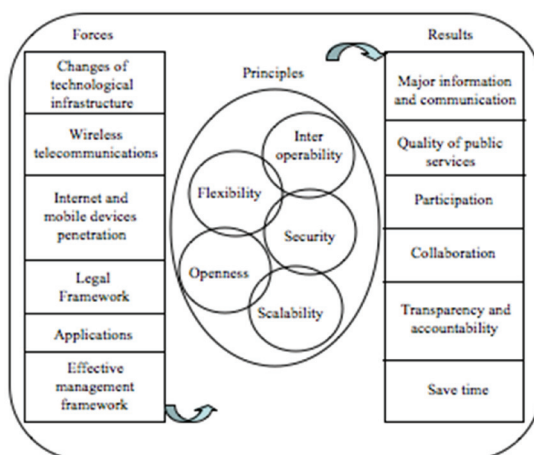 Forces
Changes of
technological
infrastructure
Wireless
telecommunications
Internet and
mobile devices
penetration
Legal
Framework
Applications
Effective
management
framework
Principles
Inter
operability
Flexibility
Security
Openness
Scalability
Results
Major information
and communication
Quality of public
services
Participation
Collaboration
Transparency and
accountability
Save time